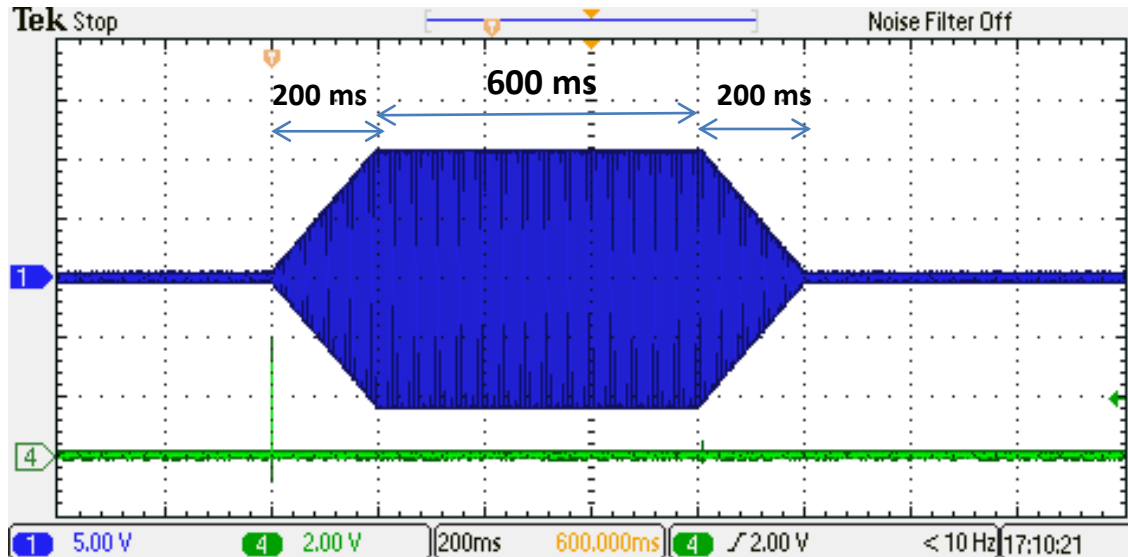 Tek Stop Noise Filter Off
T
T
600 ms
200 ms 200 ms
1
4
1 5.00 V 4 2.00 V 200ms 600.000ms 4 2.00 V < 10 Hz 17:10:21